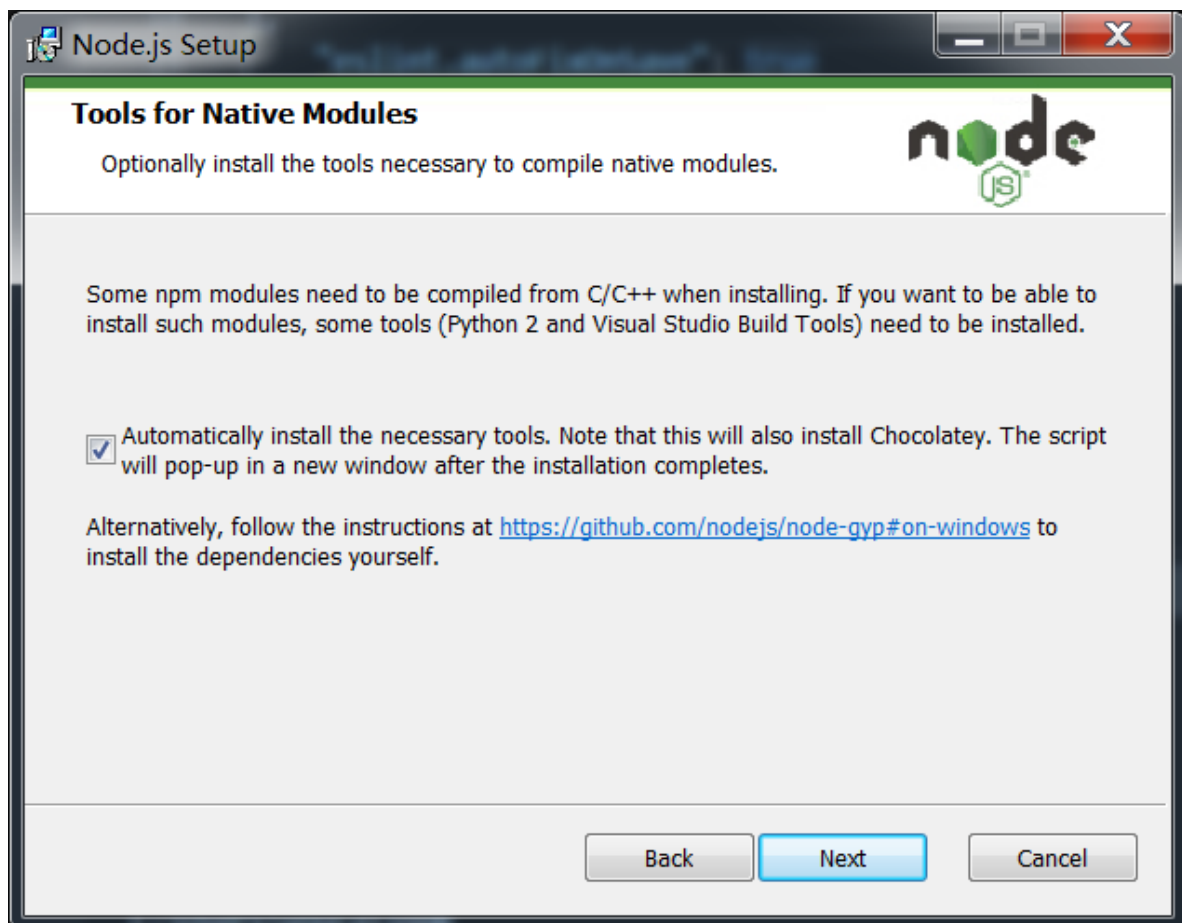 Node.js Setup
"eslint.autoFixOnSave": true
Tools for Native Modules
Optionally install the tools necessary to compile native modules.
node
JS
Some npm modules need to be compiled from C/C++ when installing. If you want to be able to
install such modules, some tools (Python 2 and Visual Studio Build Tools) need to be installed.
Automatically install the necessary tools. Note that this will also install Chocolatey. The script
will pop-up in a new window after the installation completes.
Alternatively, follow the instructions at https://github.com/nodejs/node-gyp#on-windows to
install the dependencies yourself.
Back
Next
Cancel